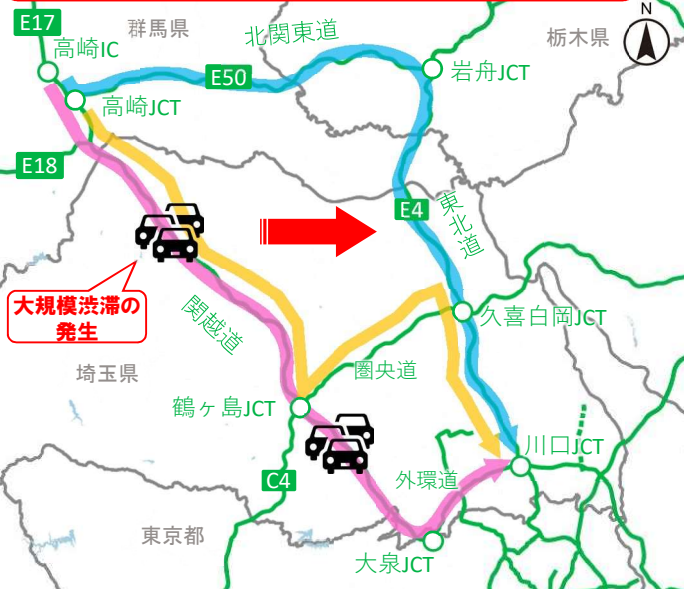 E17
群馬県
北関東道
栃木県
N
高崎IC
E50
岩舟JCT
高崎JCT
E18
E4
東北道
大規模渋滞の
発生
関越道
久喜白岡JCT
埼玉県
圏央道
鶴ヶ島JCT
川口JCT
C4
外環道
東京都
大泉JCT